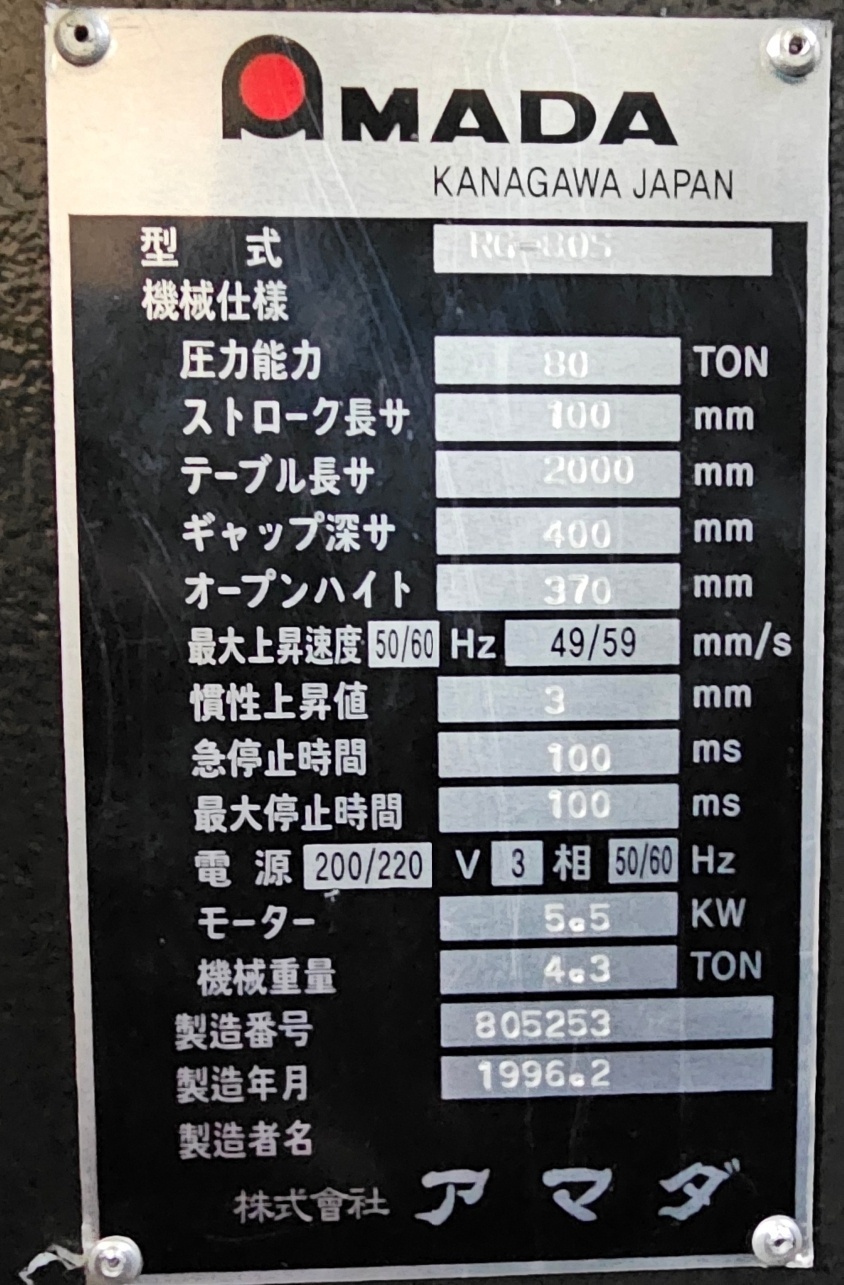 AMADA
KANAGAWA JAPAN
型 式 RG-80S
機械仕様
圧力能力 80 TON
ストローク長サ 100 mm
テーブル長サ 2000 mm
ギャップ深サ 400 mm
オープンハイト 370 mm
最大上昇速度 50/60 Hz 49/59 mm/s
慣性上昇値 3 mm
急停止時間 100 ms
最大停止時間 100 ms
電 源 200/220 V 3 相 50/60 Hz
モーター 5.5 KW
機械重量 4.3 TON
製造番号 805253
製造年月 1996.2
製造者名
株式會社 アマダ